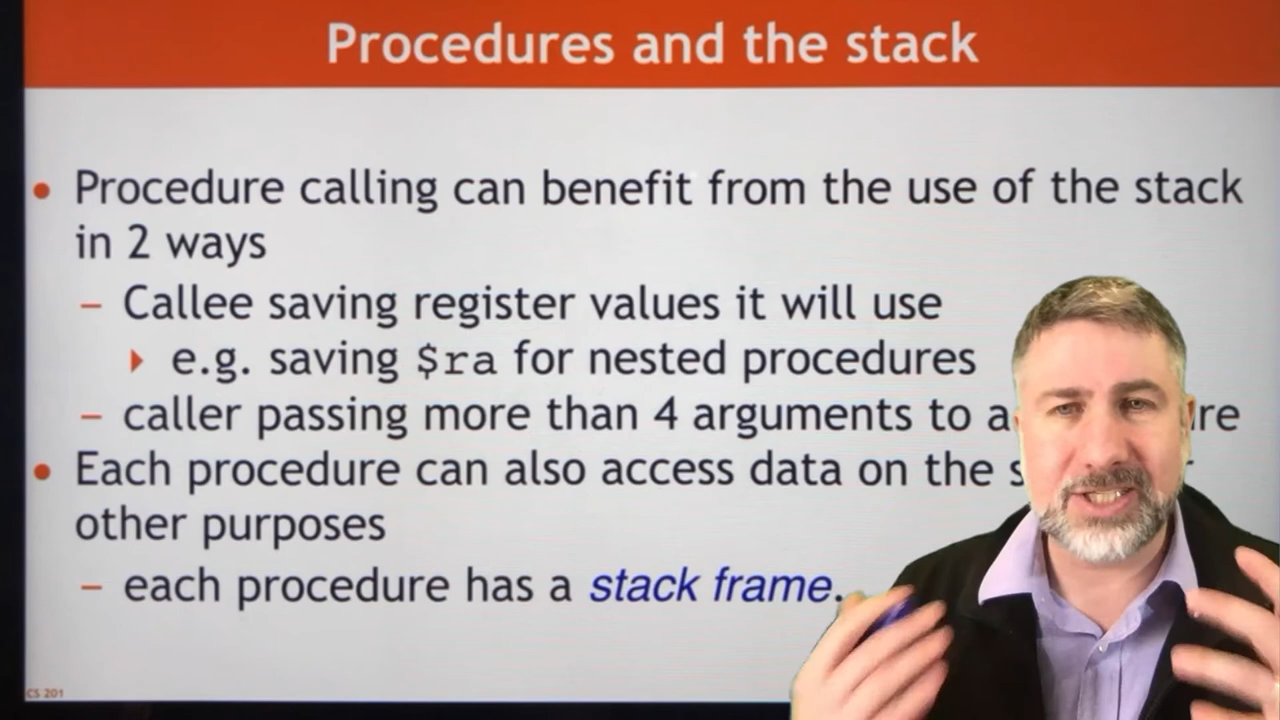 Procedures and the stack
• Procedure calling can benefit from the use of the stack
in 2 ways
– Callee saving register values it will use
‣ e.g. saving $ra for nested procedures
– caller passing more than 4 arguments to a
• Each procedure can also access data on the
other purposes
– each procedure has a stack frame.
CS 201